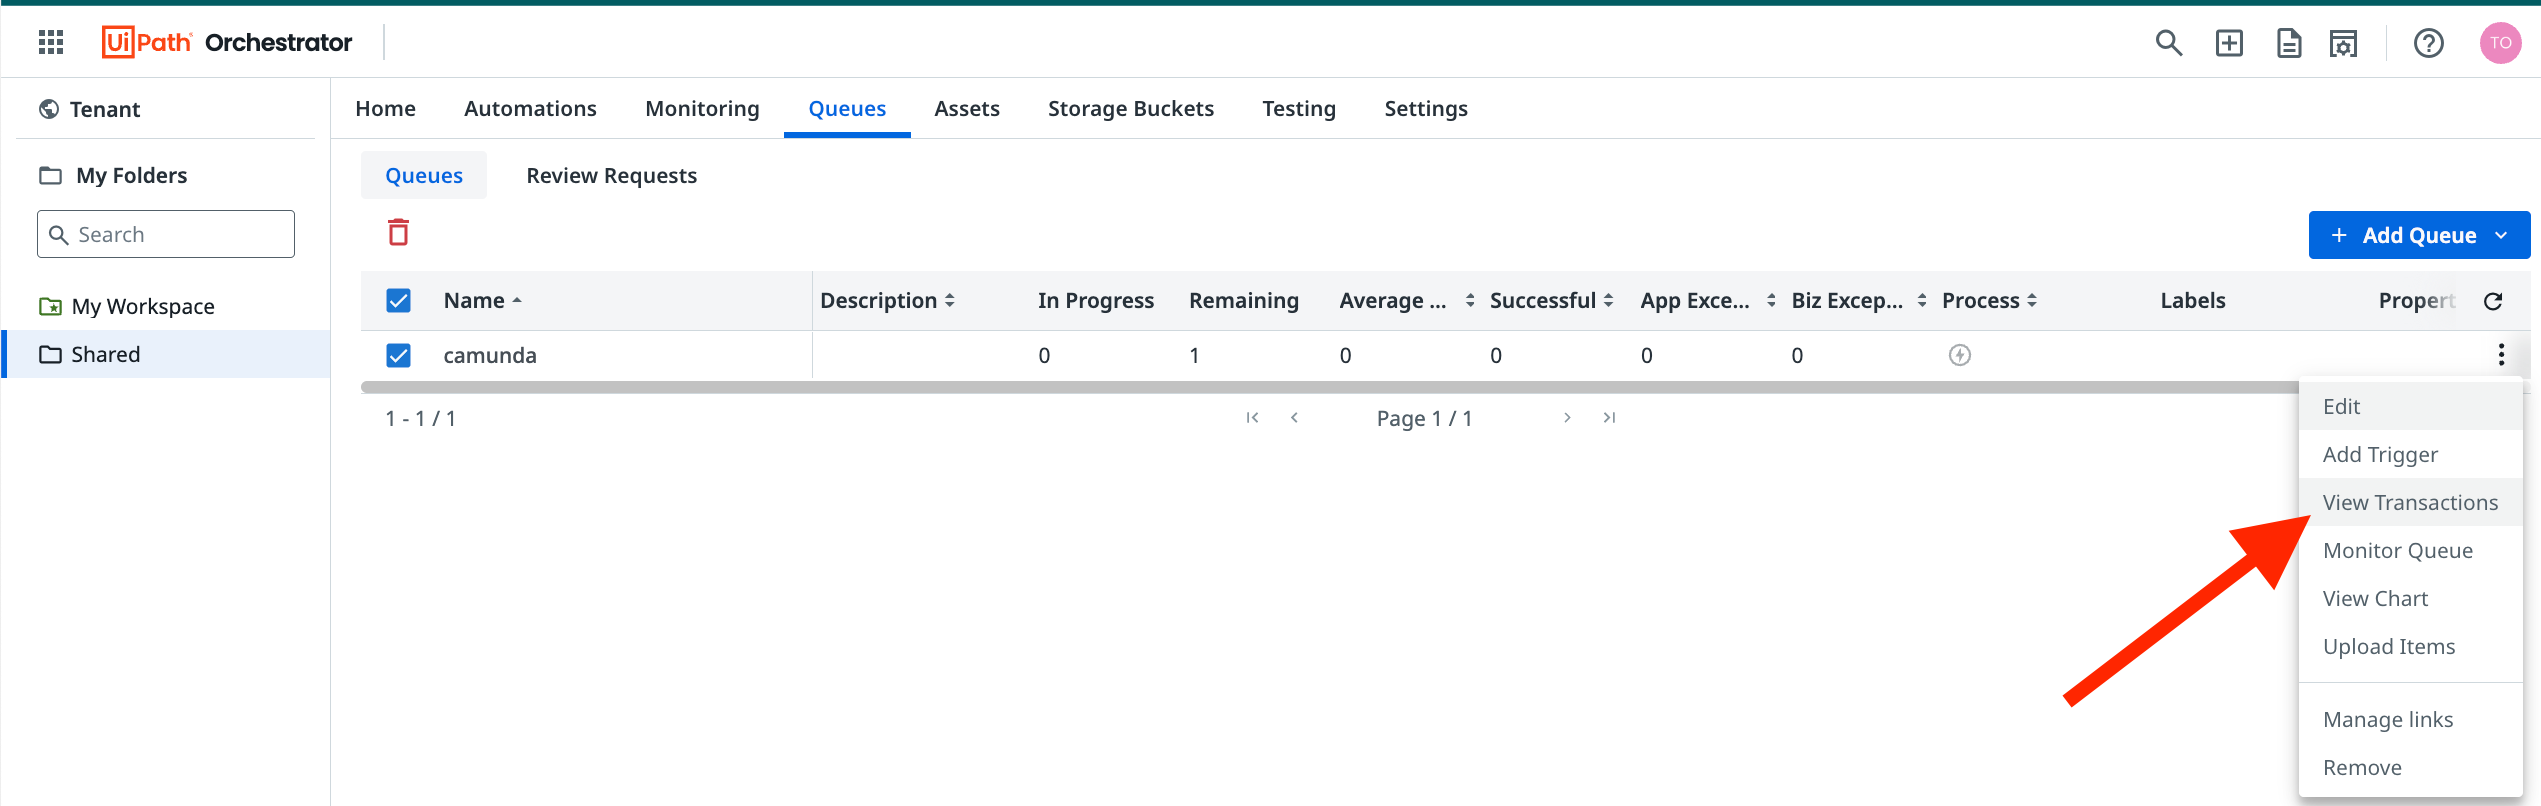 UiPath Orchestrator
TO
Tenant
Home Automations Monitoring Queues Assets Storage Buckets Testing Settings
My Folders
Queues Review Requests
Search
Add Queue
Name Description In Progress Remaining Average ... Successful App Exce... Biz Excep... Process Labels Propert
My Workspace
camunda 0 1 0 0 0 0
Shared
1 - 1 / 1 Page 1 / 1
Edit
Add Trigger
View Transactions
Monitor Queue
View Chart
Upload Items
Manage links
Remove